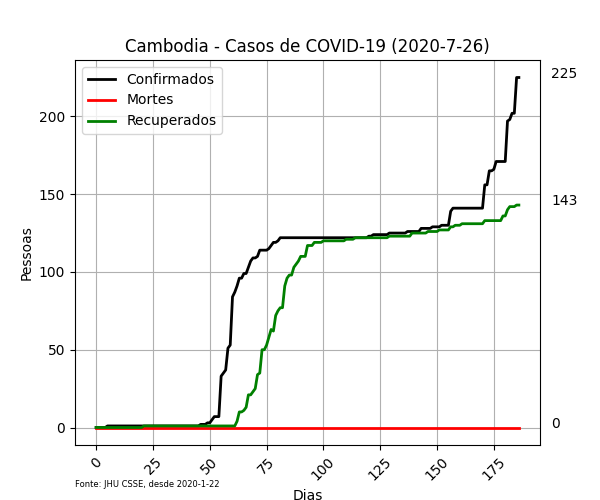 Cambodia - Casos de COVID-19 (2020-7-26)
Confirmados
Mortes
Recuperados
225
143
0
Pessoas
200
150
100
50
0
0 25 50 75 100 125 150 175
Fonte: JHU CSSE, desde 2020-1-22
Dias